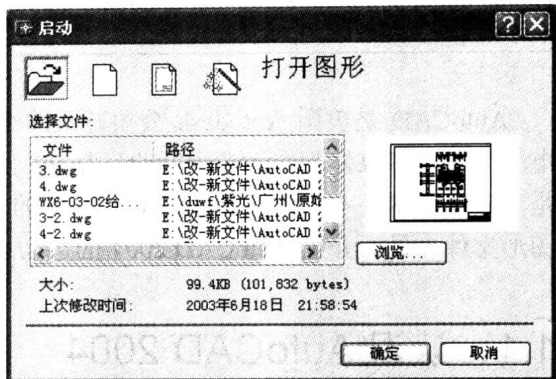 启动
打开图形
选择文件:
文件 路径
3.dwg E:\改-新文件\AutoCAD
4.dwg E:\改-新文件\AutoCAD
WX6-03-02给... E:\duwf\紫光\广州\原始
3-2.dwg E:\改-新文件\AutoCAD
4-2.dwg E:\改-新文件\AutoCAD
浏览...
大小: 99.4KB (101,832 bytes)
上次修改时间: 2003年6月18日 21:58:54
确定 取消